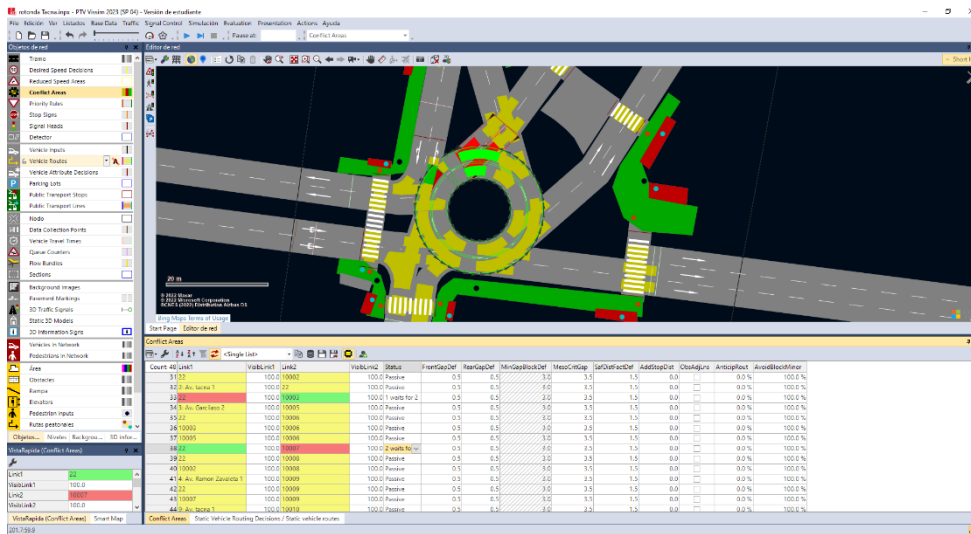 rotonda Tacna.inpx - PTV Vissim 2023 (SP 04) - Versión de estudiante
File Edición Ver Listados Base Data Traffic Signal Control Simulación Evaluation Presentation Actions Ayuda
Pause at: Conflict Areas
Objetos de red
Editor de red
Tramo
Desired Speed Decisions
Reduced Speed Areas
Conflict Areas
Priority Rules
Stop Signs
Signal Heads
Detector
Vehicle Inputs
Vehicle Routes
Vehicle Attribute Decisions
Parking Lots
Public Transport Stops
Public Transport Lines
Nodo
Data Collection Points
Vehicle Travel Times
Queue Counters
Flow Bundles
Sections
Background Images
Pavement Markings
3D Traffic Signals
Static 3D Models
3D Information Signs
Vehicles In Network
Pedestrians In Network
Área
Obstacles
Rampa
Elevators
Pedestrian Inputs
Rutas peatonales
Objetos... Niveles Backgrou... 3D Infor...
20 m
© 2022 Maxar
© 2022 Microsoft Corporation
©CNES (2022) Distribution Airbus DS
Bing Maps Terms of Usage
Start Page Editor de red
Conflict Areas
<Single List>
Count: 40 Link1 VisibLink1 Link2 VisibLink2 Status FrontGapDef RearGapDef MinGapBlockDef MesoCritGap SafDistFactDef AddStopDist ObsAdjLns AnticipRout AvoidBlockMinor
31 22 100.0 10002 100.0 Passive 0.5 0.5 3.0 3.5 1.5 0.0 0.0 % 100.0 %
32 2: Av. tacna 1 100.0 22 100.0 Passive 0.5 0.5 3.0 3.5 1.5 0.0 0.0 % 100.0 %
33 22 100.0 10003 100.0 1 waits for 2 0.5 0.5 3.0 3.5 1.5 0.0 0.0 % 100.0 %
34 Av. Garcilaso 2 100.0 10005 100.0 Passive 0.5 0.5 3.0 3.5 1.5 0.0 0.0 % 100.0 %
35 22 100.0 10006 100.0 Passive 0.5 0.5 3.0 3.5 1.5 0.0 0.0 % 100.0 %
36 10003 100.0 10006 100.0 Passive 0.5 0.5 3.0 3.5 1.5 0.0 0.0 % 100.0 %
37 10005 100.0 10006 100.0 Passive 0.5 0.5 3.0 3.5 1.5 0.0 0.0 % 100.0 %
38 22 100.0 10007 100.0 2 waits fo 0.5 0.5 3.0 3.5 1.5 0.0 0.0 % 100.0 %
39 22 100.0 10008 100.0 Passive 0.5 0.5 3.0 3.5 1.5 0.0 0.0 % 100.0 %
40 10002 100.0 10008 100.0 Passive 0.5 0.5 3.0 3.5 1.5 0.0 0.0 % 100.0 %
41 4: Av. Ramon Zavaleta 1 100.0 10009 100.0 Passive 0.5 0.5 3.0 3.5 1.5 0.0 0.0 % 100.0 %
42 22 100.0 10009 100.0 Passive 0.5 0.5 3.0 3.5 1.5 0.0 0.0 % 100.0 %
43 10007 100.0 10009 100.0 Passive 0.5 0.5 3.0 3.5 1.5 0.0 0.0 % 100.0 %
44 9: Av. tacna 1 100.0 10010 100.0 Passive 0.5 0.5 3.0 3.5 1.5 0.0 0.0 % 100.0 %
VistaRapida (Conflict Areas)
Link1 22
VisibLink1 100.0
Link2 10007
VisibLink2 100.0
VistaRapida (Conflict Areas) Smart Map
Conflict Areas Static Vehicle Routing Decisions / Static vehicle routes
201.7:59.9